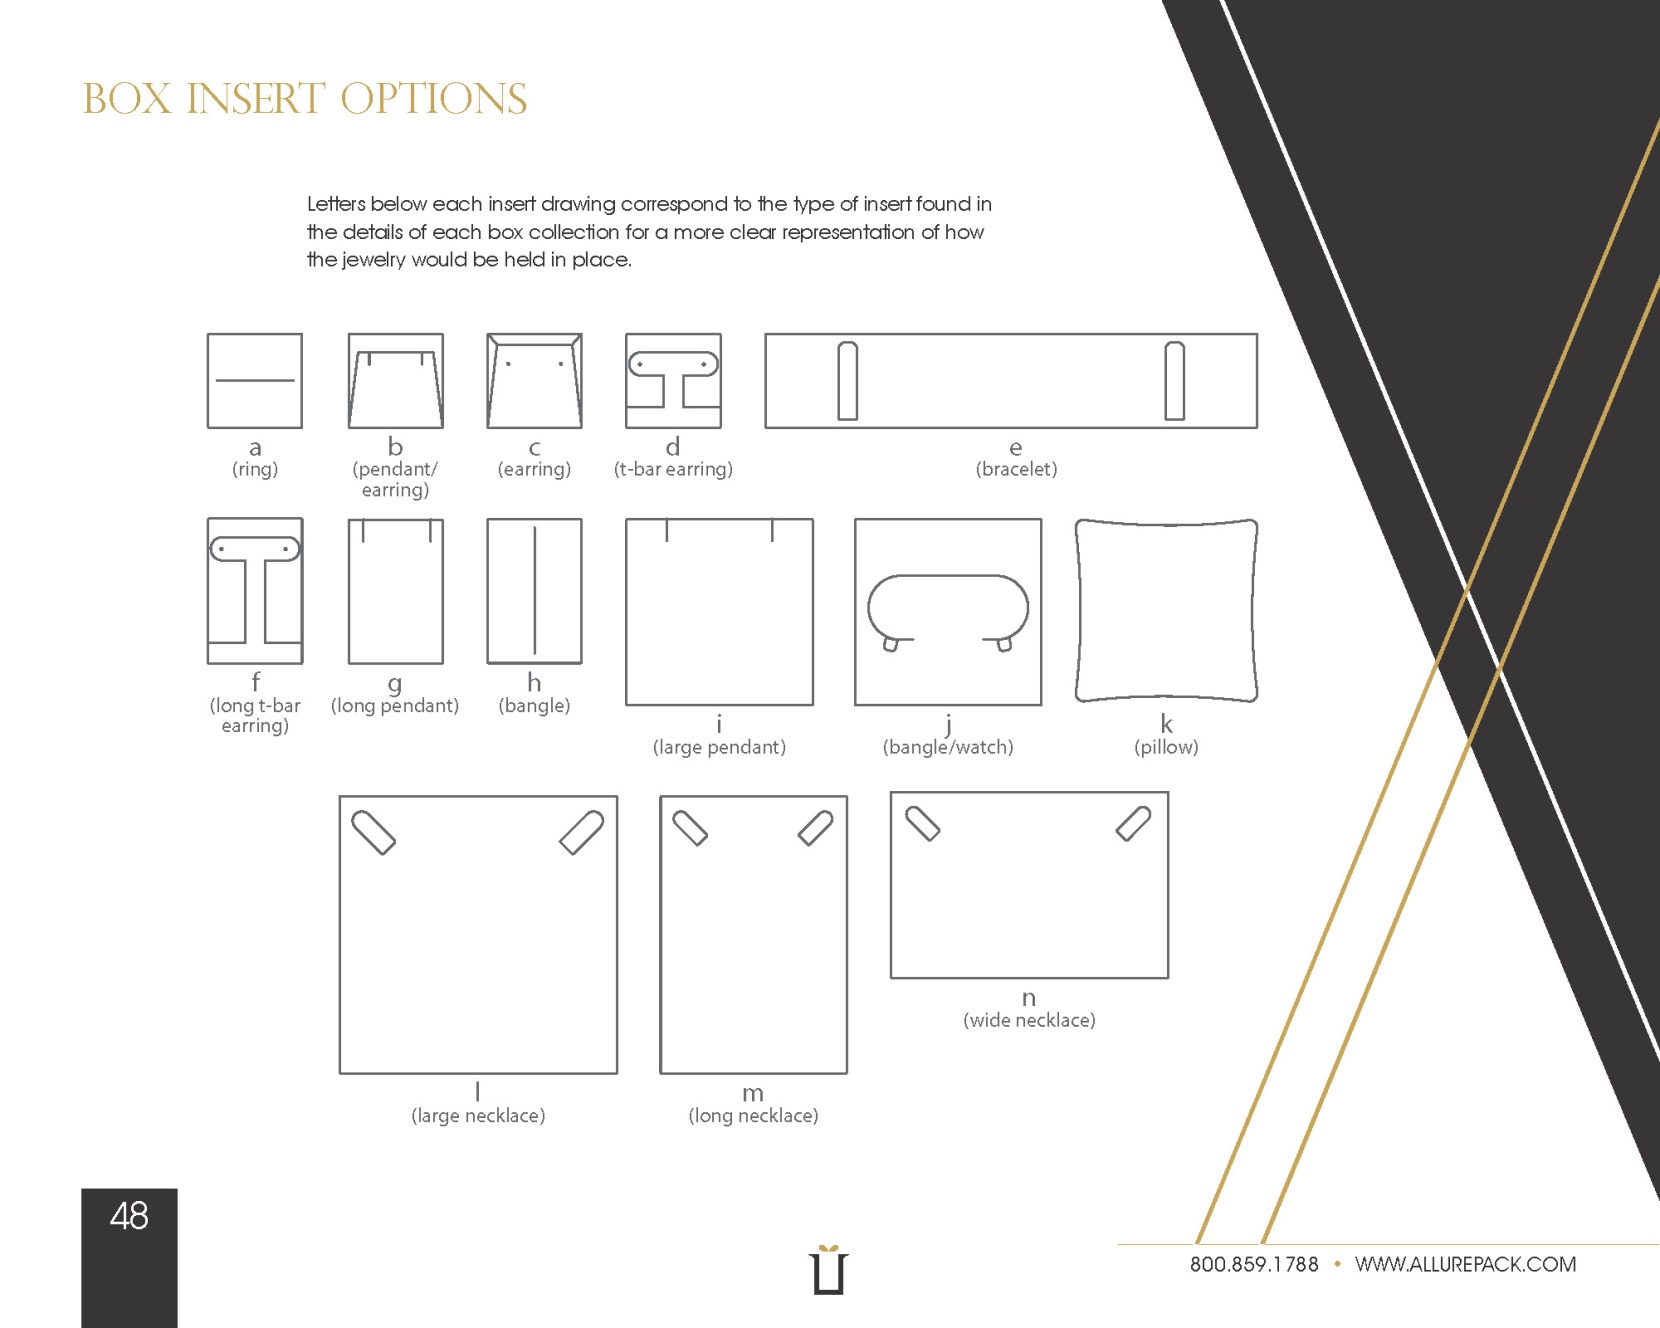 BOX INSERT OPTIONS
Letters below each insert drawing correspond to the type of insert found in
the details of each box collection for a more clear representation of how
the jewelry would be held in place.
a
(ring)
b
(pendant/
earring)
c
(earring)
d
(t-bar earring)
e
(bracelet)
f
(long t-bar
earring)
g
(long pendant)
h
(bangle)
i
(large pendant)
j
(bangle/watch)
k
(pillow)
l
(large necklace)
m
(long necklace)
n
(wide necklace)
48
800.859.1788 • WWW.ALLUREPACK.COM